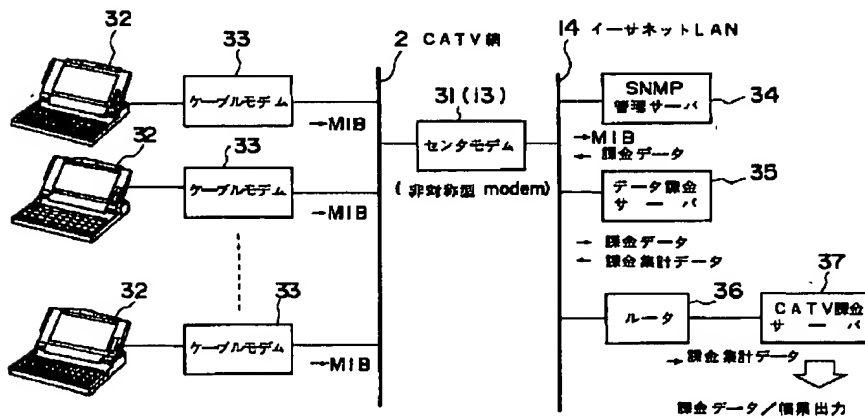 32
33
2 CATV網
14 イーサネットLAN
ケーブルモデム
→MIB
31(13)
センタモデム
(非対称型 modem)
SNMP
管理サーバ
34
→MIB
← 課金データ
32
33
ケーブルモデム
→MIB
データ課金
サーバ
35
→ 課金データ
← 課金集計データ
32
33
ケーブルモデム
→MIB
36
ルータ
37
CATV課金
サーバ
→課金集計データ
課金データ/帳票出力